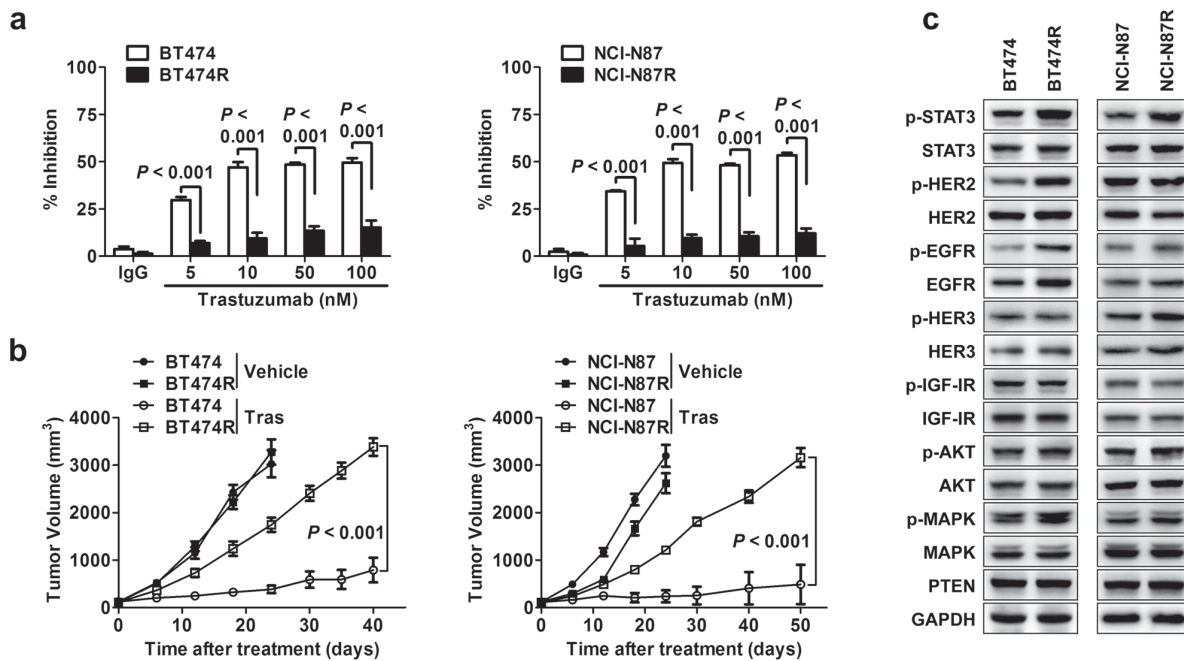 a
BT474
BT474R
% Inhibition
100
75
50
25
0
P < 0.001
P <
0.001
P <
0.001
P <
0.001
IgG
5
10
50
100
Trastuzumab (nM)
NCI-N87
NCI-N87R
% Inhibition
100
75
50
25
0
P < 0.001
P <
0.001
P <
0.001
P <
0.001
IgG
5
10
50
100
Trastuzumab (nM)
b
BT474
BT474R
Vehicle
BT474
BT474R
Tras
Tumor Volume (mm³)
4000
3000
2000
1000
0
P < 0.001
0
10
20
30
40
Time after treatment (days)
NCI-N87
NCI-N87R
Vehicle
NCI-N87
NCI-N87R
Tras
Tumor Volume (mm³)
4000
3000
2000
1000
0
P < 0.001
0
10
20
30
40
50
Time after treatment (days)
c
BT474
BT474R
NCI-N87
NCI-N87R
p-STAT3
STAT3
p-HER2
HER2
p-EGFR
EGFR
p-HER3
HER3
p-IGF-IR
IGF-IR
p-AKT
AKT
p-MAPK
MAPK
PTEN
GAPDH